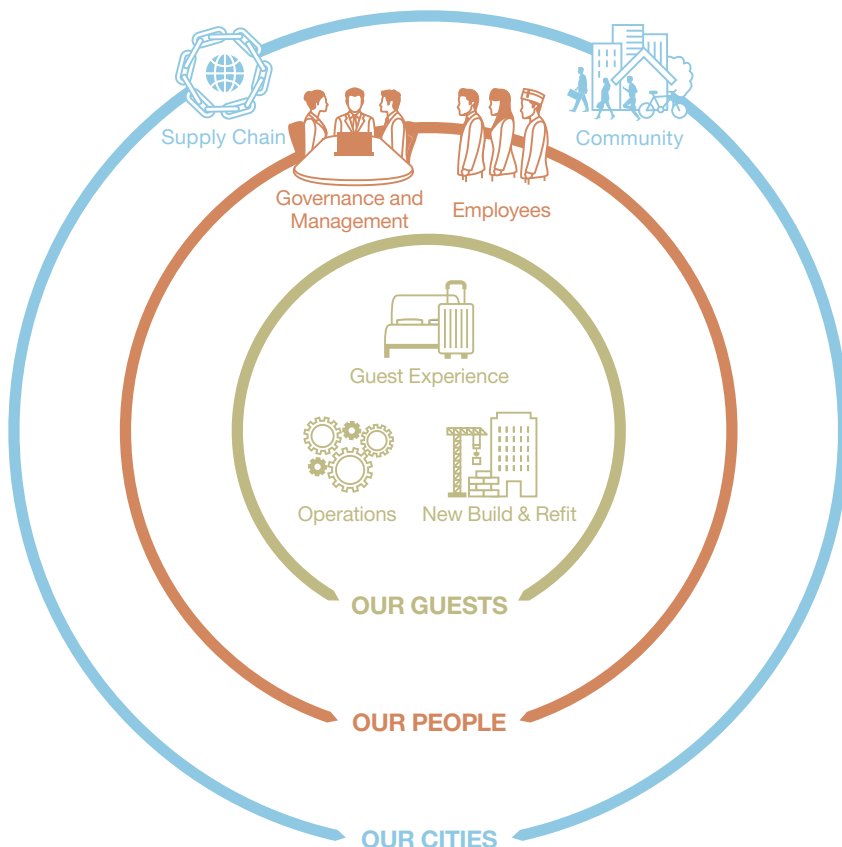 Supply Chain
Community
Governance and
Management
Employees
Guest Experience
Operations
New Build & Refit
OUR GUESTS
OUR PEOPLE
OUR CITIES